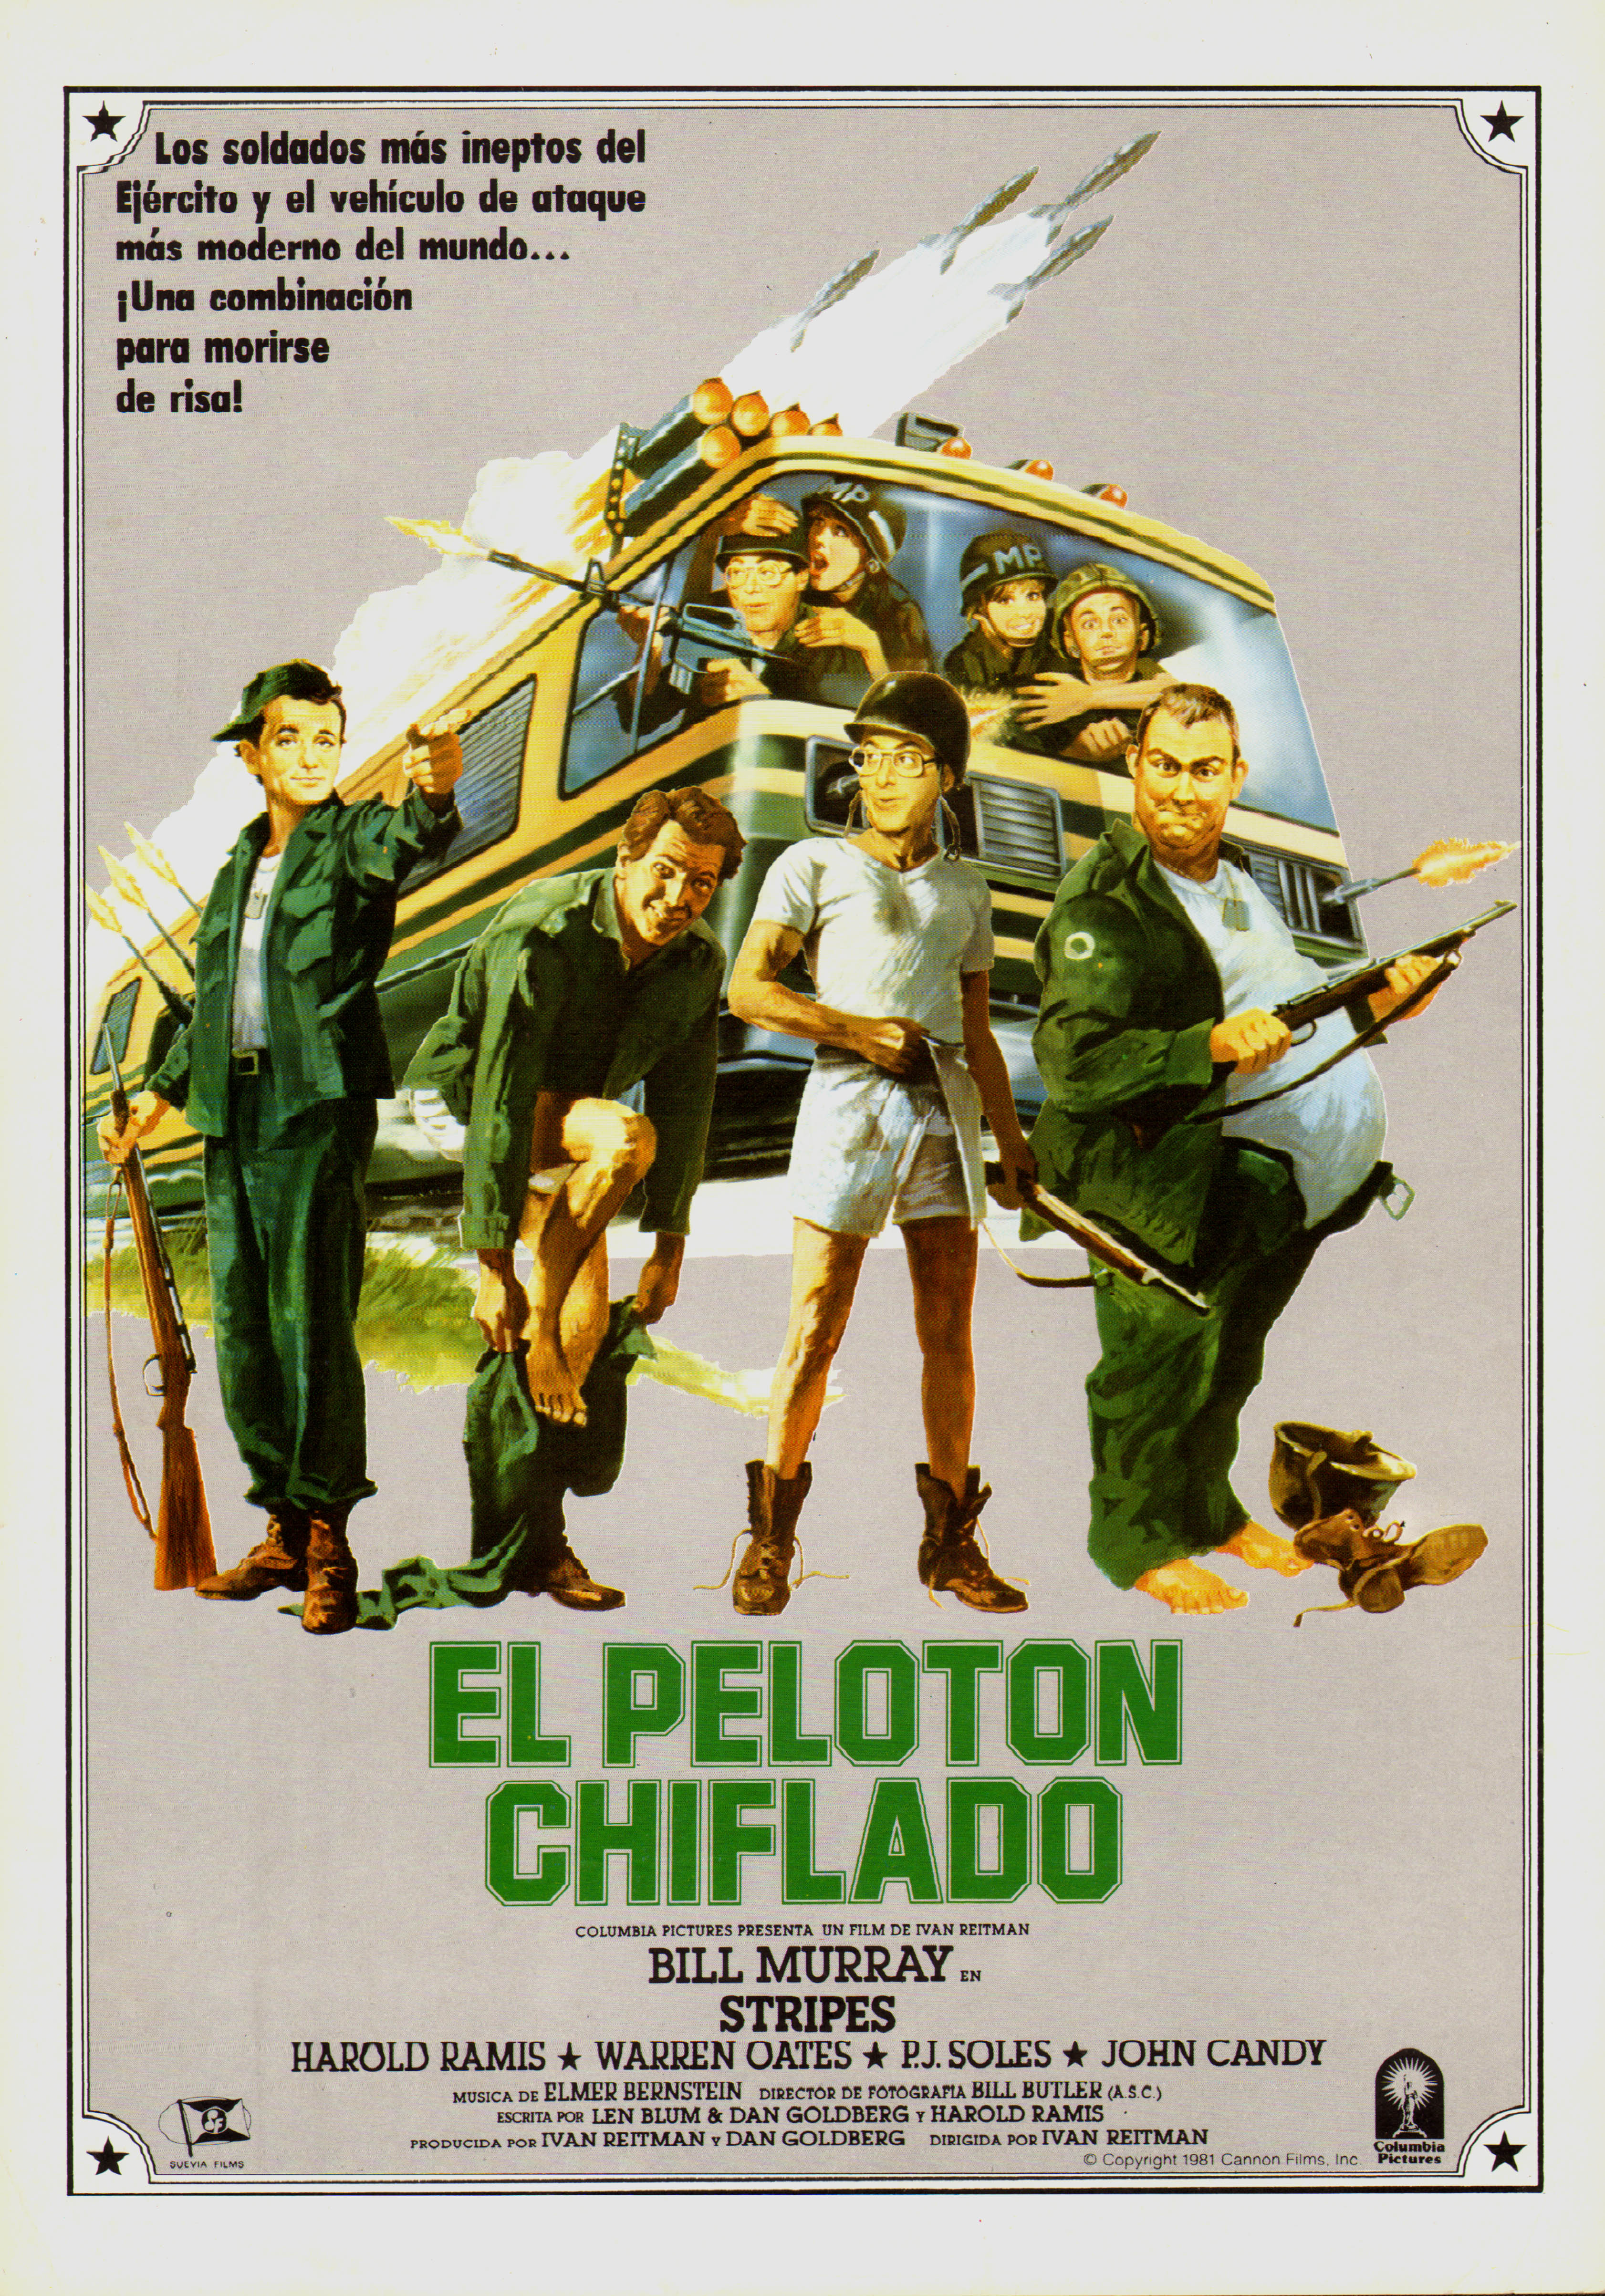 Los soldados más ineptos del
Ejército y el vehículo de ataque
más moderno del mundo...
¡Una combinación
para morirse
de risa!
MP
MP
EL PELOTON
CHIFLADO
COLUMBIA PICTURES PRESENTA UN FILM DE IVAN REITMAN
BILL MURRAY EN
STRIPES
HAROLD RAMIS ★ WARREN OATES ★ P.J. SOLES ★ JOHN CANDY
MUSICA DE ELMER BERNSTEIN DIRECTOR DE FOTOGRAFIA BILL BUTLER (A.S.C.)
ESCRITA POR LEN BLUM & DAN GOLDBERG Y HAROLD RAMIS
PRODUCIDA POR IVAN REITMAN Y DAN GOLDBERG DIRIGIDA POR IVAN REITMAN
© Copyright 1981 Cannon Films, Inc.
SF
SUEVIA FILMS
Columbia
Pictures